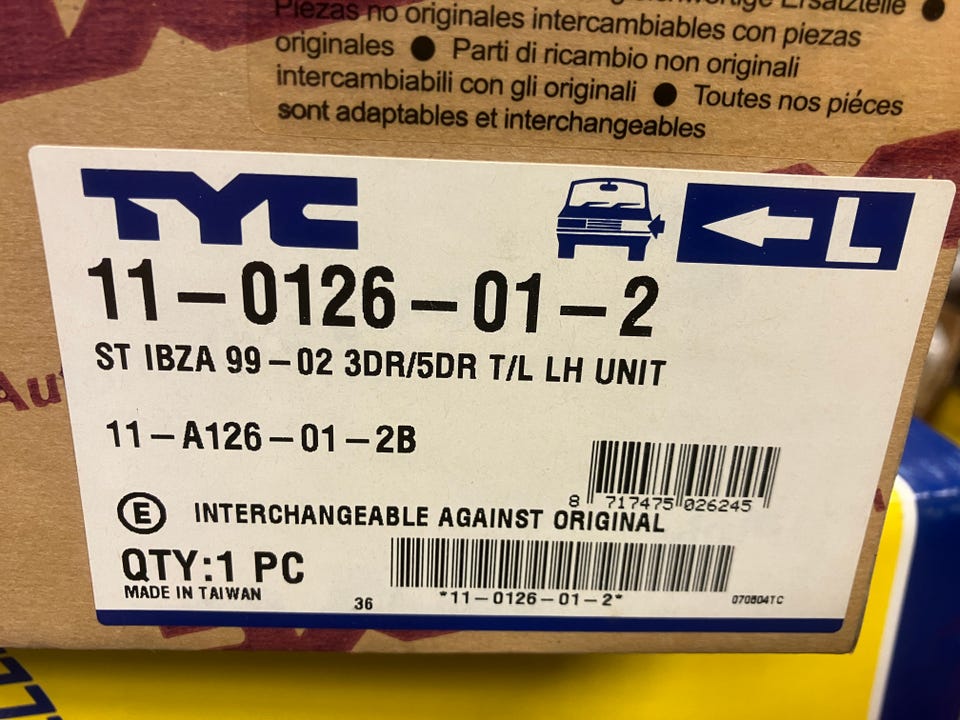 Ersatzteile ●
Piezas no originales intercambiables con piezas
originales ● Parti di ricambio non originali
intercambiabili con gli originali ● Toutes nos piéces
sont adaptables et interchangeables
TYC
L
11-0126-01-2
ST IBZA 99-02 3DR/5DR T/L LH UNIT
11-A126-01-2B
8 717475 026245
E INTERCHANGEABLE AGAINST ORIGINAL
QTY:1 PC
MADE IN TAIWAN
36
*11-0126-01-2*
070804TC